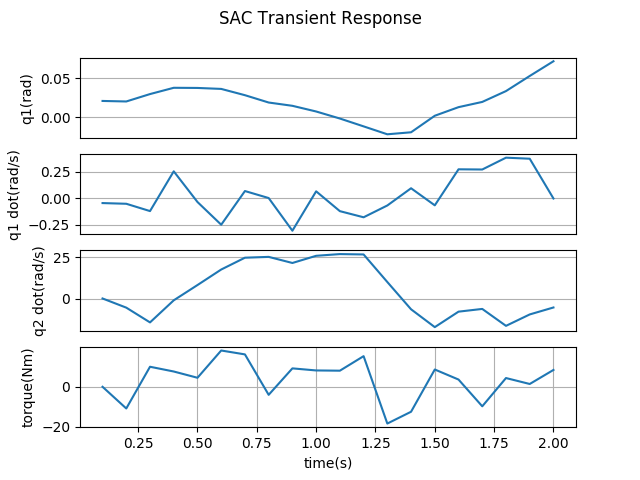 SAC Transient Response
q1(rad)
0.05
0.00
q1 dot(rad/s)
0.25
0.00
−0.25
q2 dot(rad/s)
25
0
torque(Nm)
0
−20
0.25 0.50 0.75 1.00 1.25 1.50 1.75 2.00
time(s)